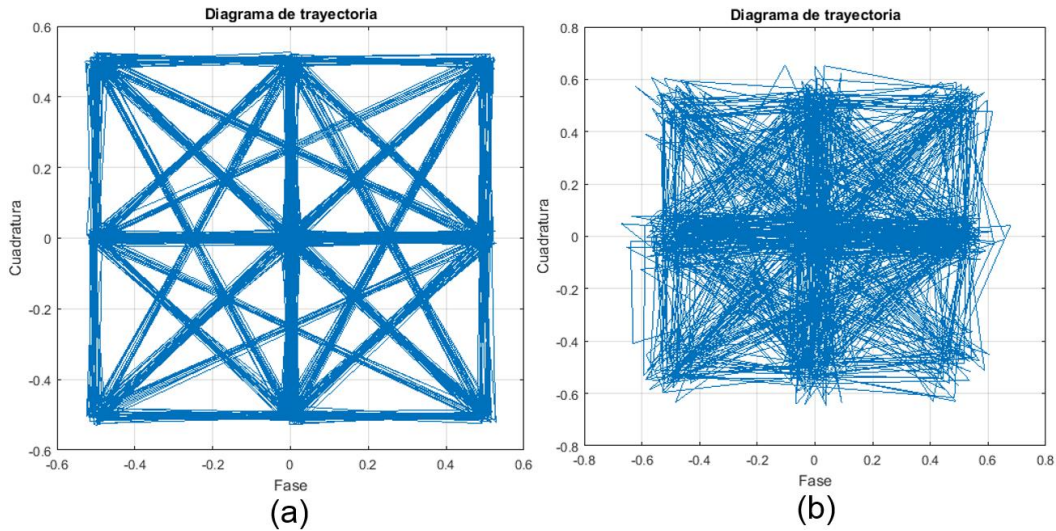 Diagrama de trayectoria
0.6
0.4
0.2
0
-0.2
-0.4
-0.6
Cuadratura
-0.6 -0.4 -0.2 0 0.2 0.4 0.6
Fase
(a)
Diagrama de trayectoria
0.8
0.6
0.4
0.2
0
-0.2
-0.4
-0.6
-0.8
Cuadratura
-0.8 -0.6 -0.4 -0.2 0 0.2 0.4 0.6 0.8
Fase
(b)